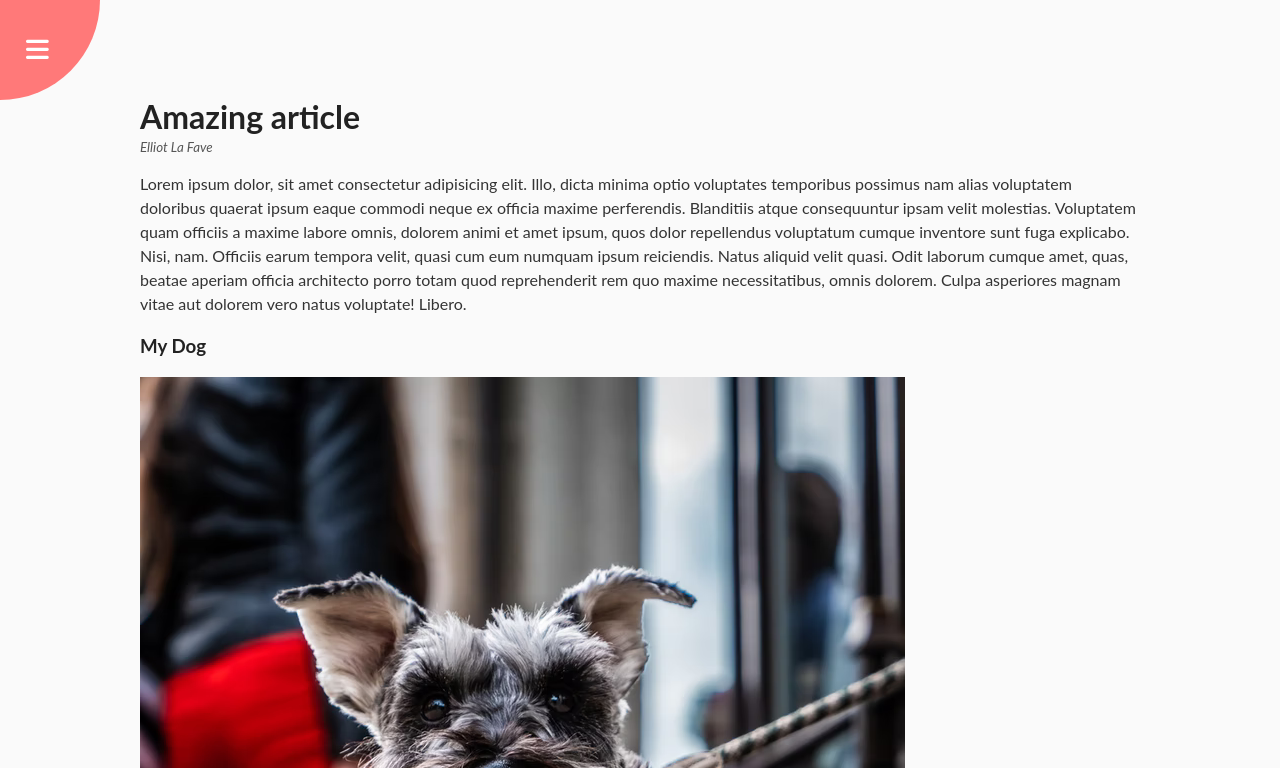 Amazing article
Elliot La Fave
Lorem ipsum dolor, sit amet consectetur adipisicing elit. Illo, dicta minima optio voluptates temporibus possimus nam alias voluptatem
doloribus quaerat ipsum eaque commodi neque ex officia maxime perferendis. Blanditiis atque consequuntur ipsam velit molestias. Voluptatem
quam officiis a maxime labore omnis, dolorem animi et amet ipsum, quos dolor repellendus voluptatum cumque inventore sunt fuga explicabo.
Nisi, nam. Officiis earum tempora velit, quasi cum eum numquam ipsum reiciendis. Natus aliquid velit quasi. Odit laborum cumque amet, quas,
beatae aperiam officia architecto porro totam quod reprehenderit rem quo maxime necessitatibus, omnis dolorem. Culpa asperiores magnam
vitae aut dolorem vero natus voluptate! Libero.
My Dog